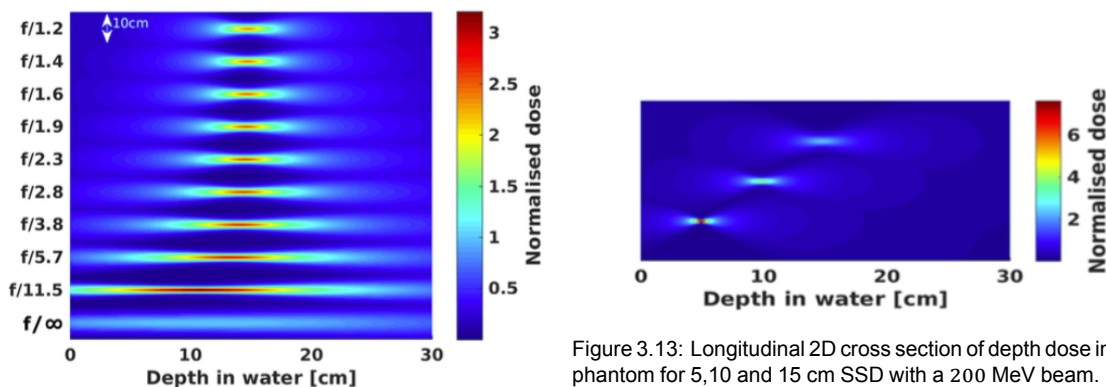 f/1.2
10cm
f/1.4
f/1.6
f/1.9
f/2.3
f/2.8
f/3.8
f/5.7
f/11.5
f/∞
0 10 20 30
Depth in water [cm]
3
2.5
2
1.5
1
0.5
Normalised dose
0 10 20 30
Depth in water [cm]
6
4
2
Normalised dose
Figure 3.13: Longitudinal 2D cross section of depth dose in
phantom for 5,10 and 15 cm SSD with a 200 MeV beam.